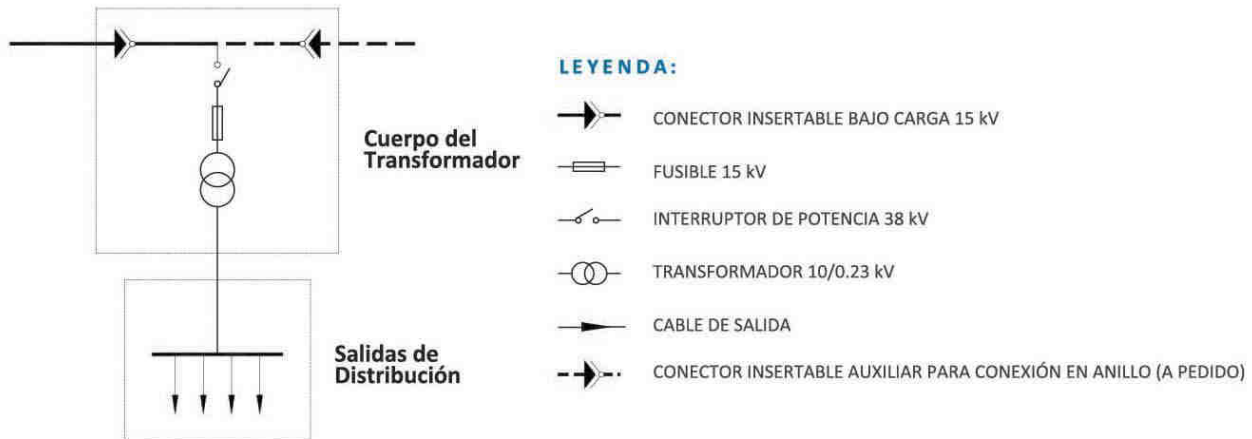 Cuerpo del
Transformador
Salidas de
Distribución
LEYENDA:
CONECTOR INSERTABLE BAJO CARGA 15 kV
FUSIBLE 15 kV
INTERRUPTOR DE POTENCIA 38 kV
TRANSFORMADOR 10/0.23 kV
CABLE DE SALIDA
CONECTOR INSERTABLE AUXILIAR PARA CONEXIÓN EN ANILLO (A PEDIDO)